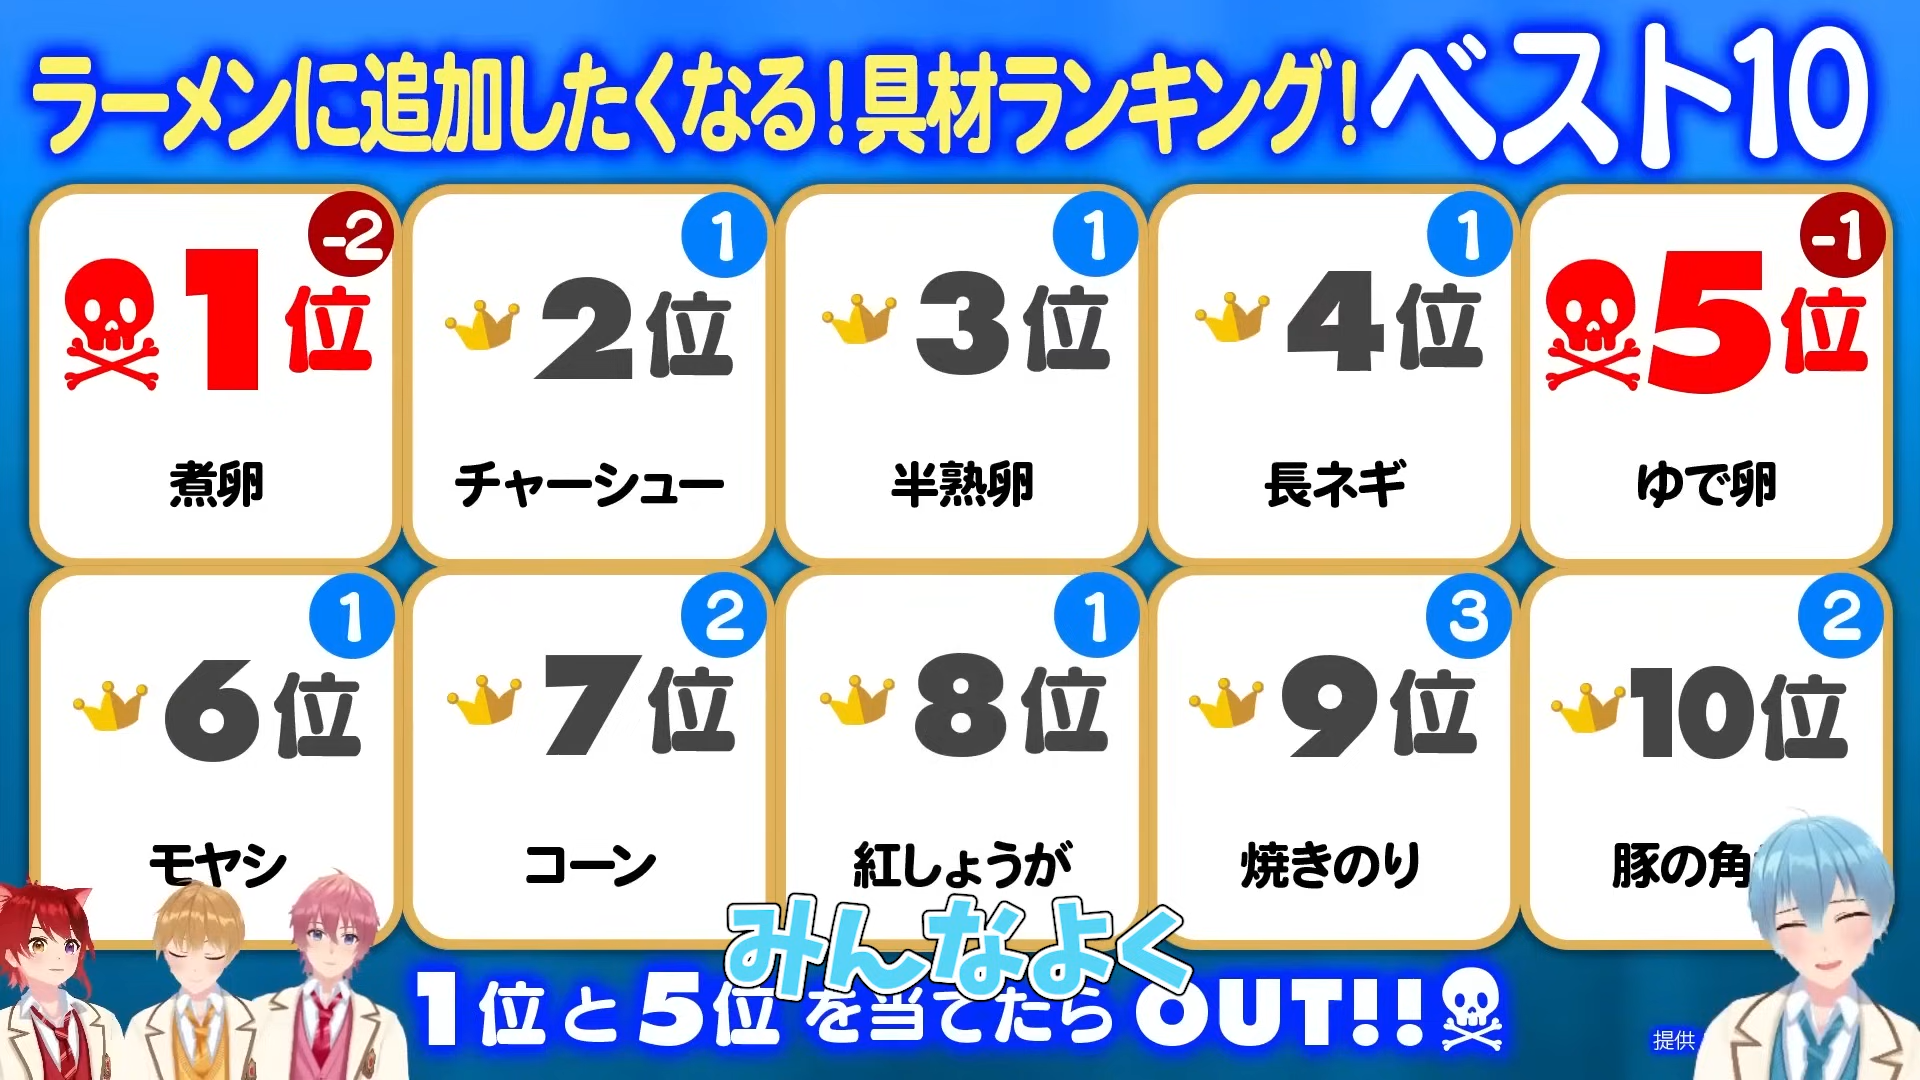 ラーメンに追加したくなる!具材ランキング!ベスト10
-2
1位
煮卵
1
2位
チャーシュー
1
3位
半熟卵
1
4位
長ネギ
-1
5位
ゆで卵
1
6位
モヤシ
2
7位
コーン
1
8位
紅しょうが
3
9位
焼きのり
2
10位
豚の角
みんなよく
1位と5位を当てたらOUT!!
提供